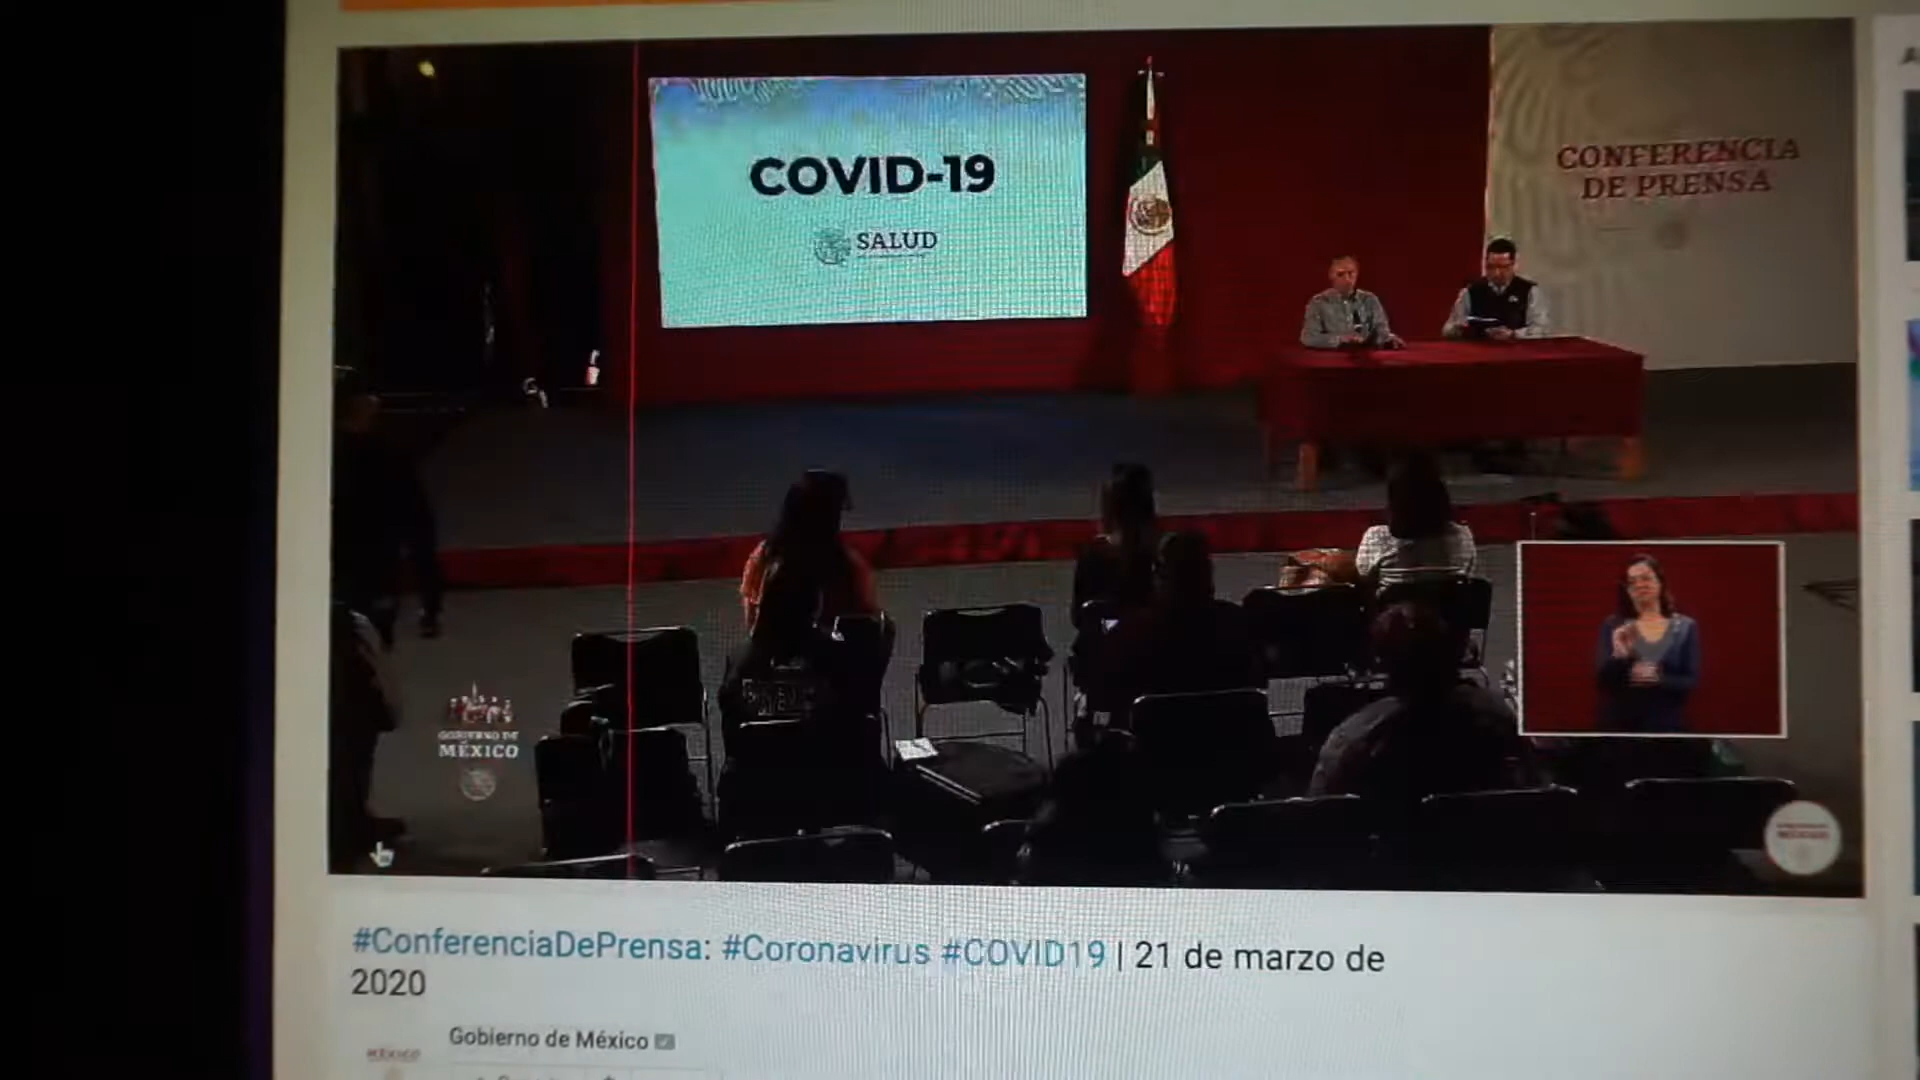 COVID-19
SALUD
CONFERENCIA
DE PRENSA
GOBIERNO DE
MÉXICO
#ConferenciaDePrensa: #Coronavirus #COVID19 | 21 de marzo de
2020
Gobierno de México
MÉXICO